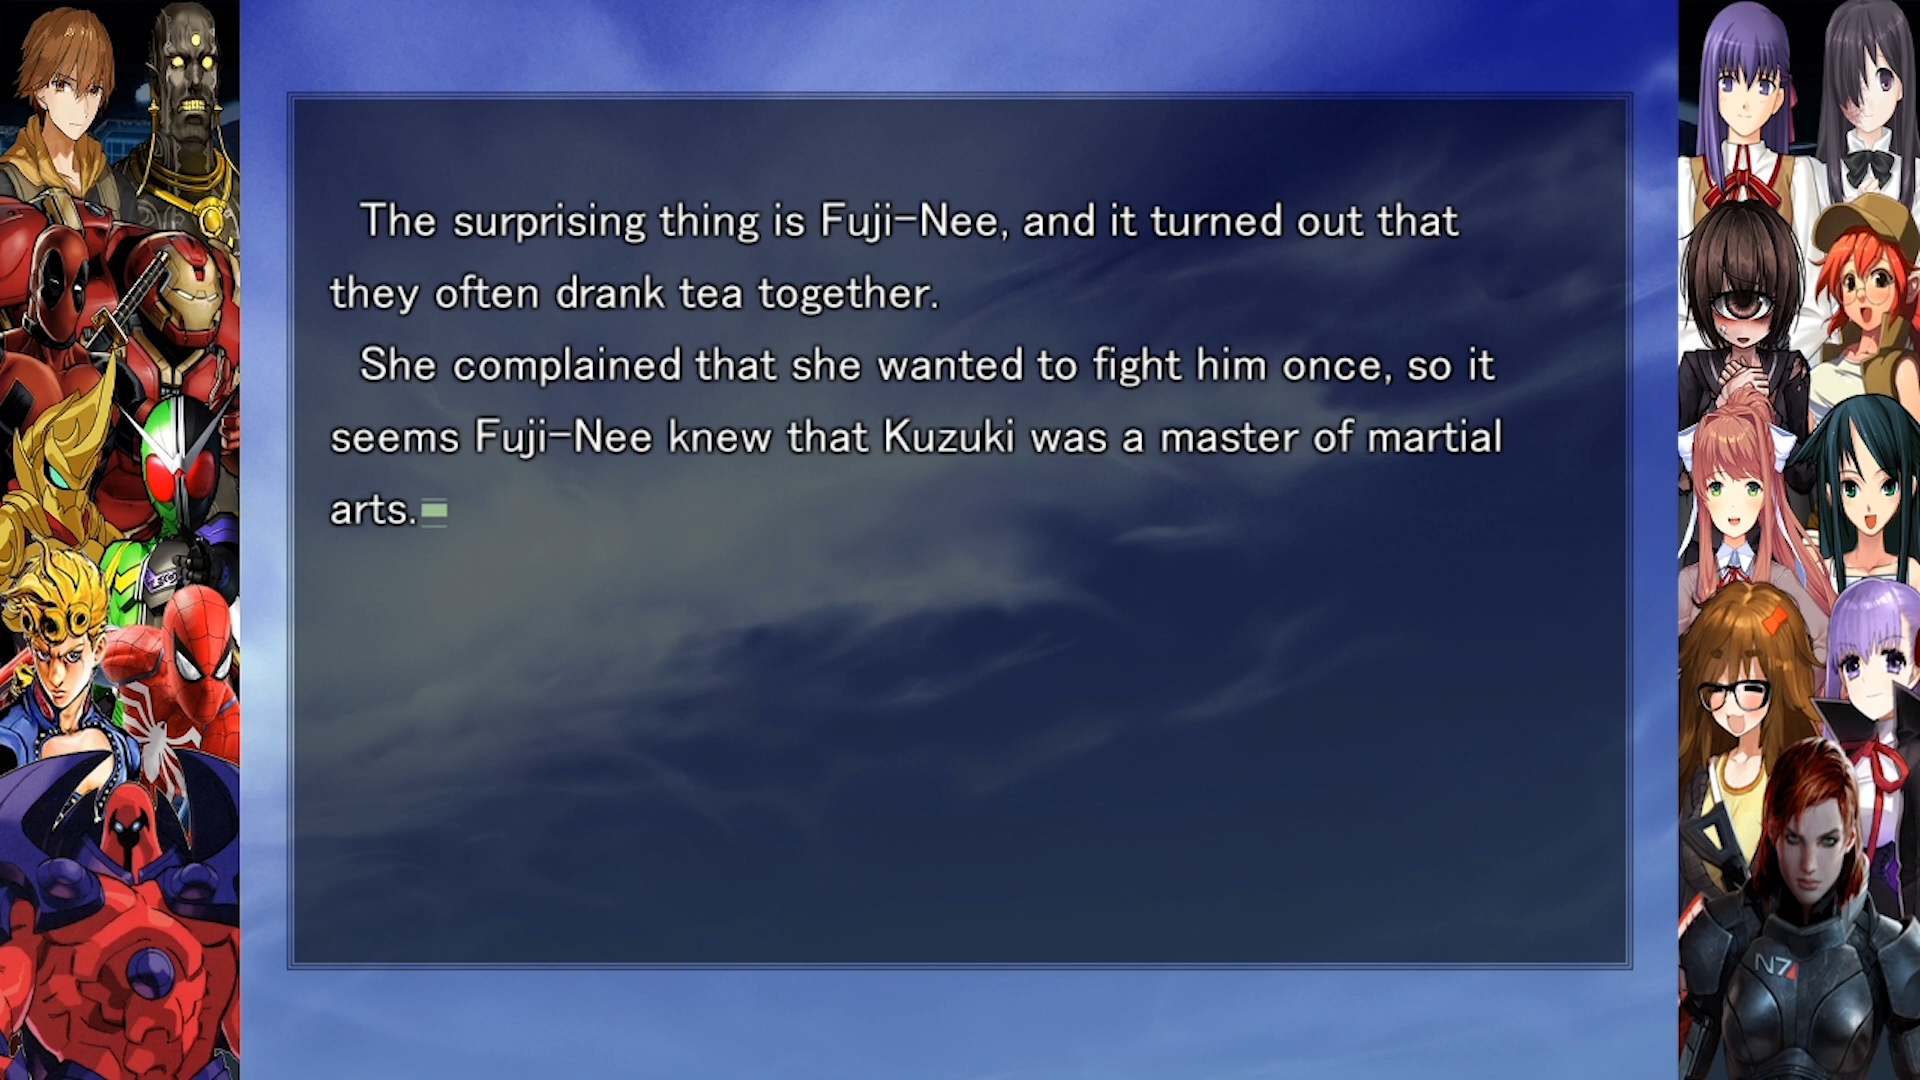 The surprising thing is Fuji-Nee, and it turned out that
they often drank tea together.
She complained that she wanted to fight him once, so it
seems Fuji-Nee knew that Kuzuki was a master of martial
arts.
N7